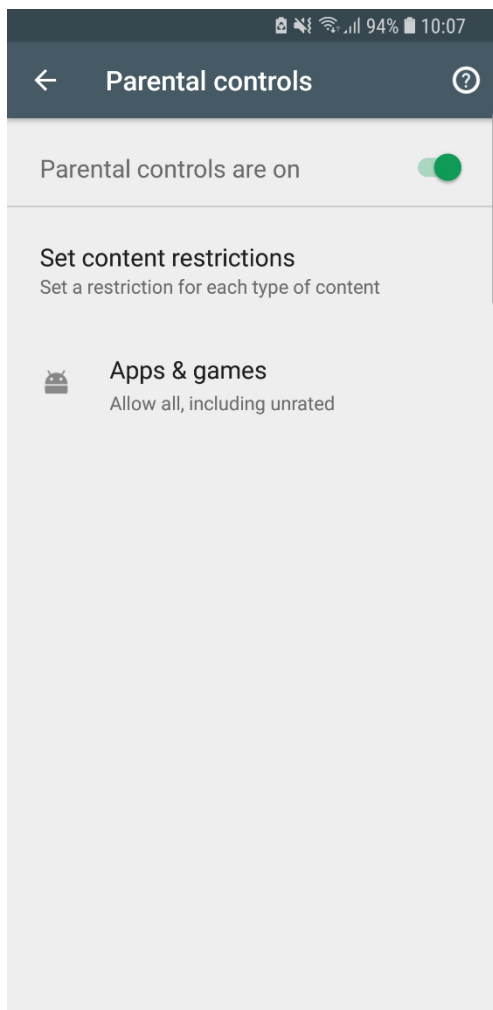 94% 10:07
Parental controls
Parental controls are on
Set content restrictions
Set a restriction for each type of content
Apps & games
Allow all, including unrated